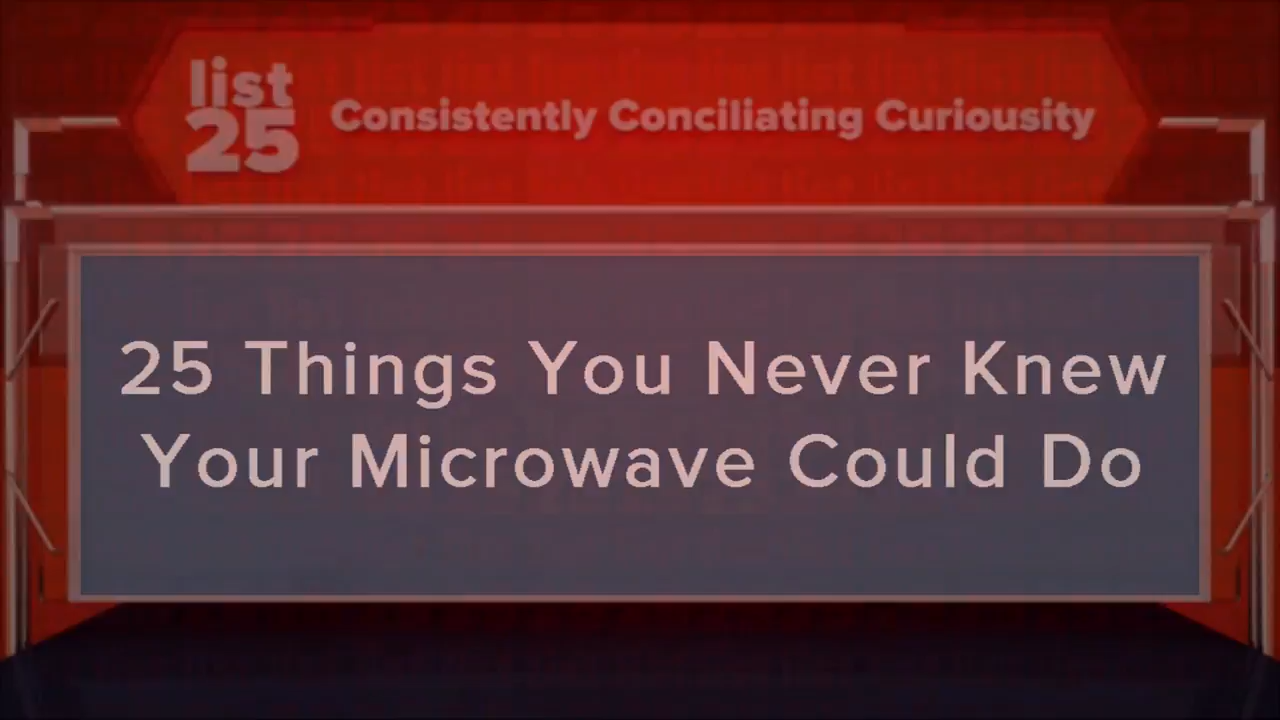 list
25
Consistently Conciliating Curiousity
25 Things You Never Knew
Your Microwave Could Do